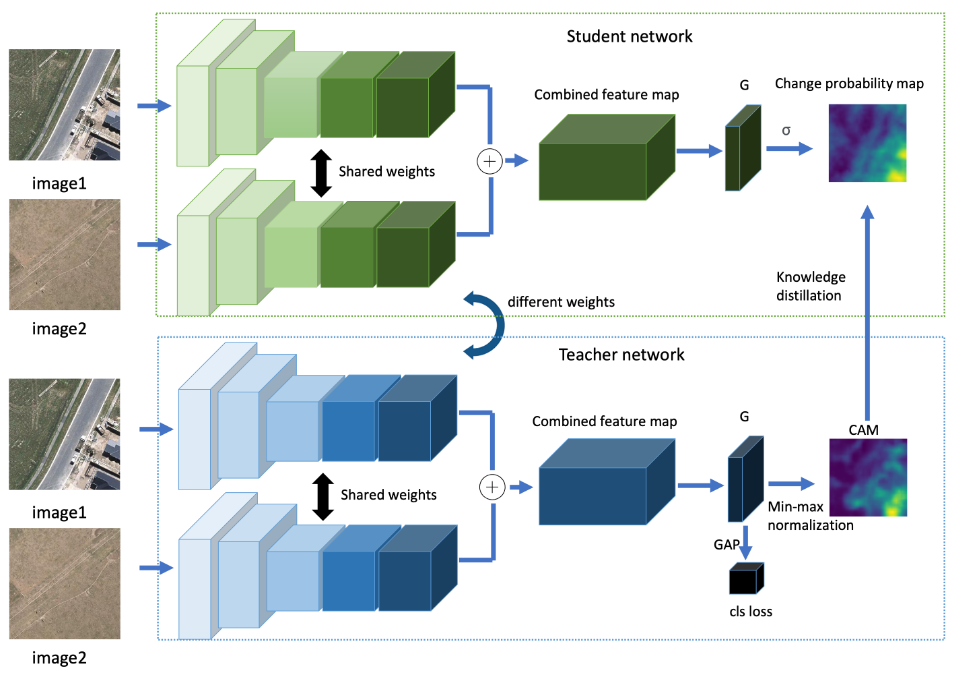 Student network
image1
Shared weights
Combined feature map
G
σ
Change probability map
image2
different weights
Knowledge
distillation
Teacher network
image1
Shared weights
Combined feature map
G
CAM
Min-max
normalization
GAP
cls loss
image2